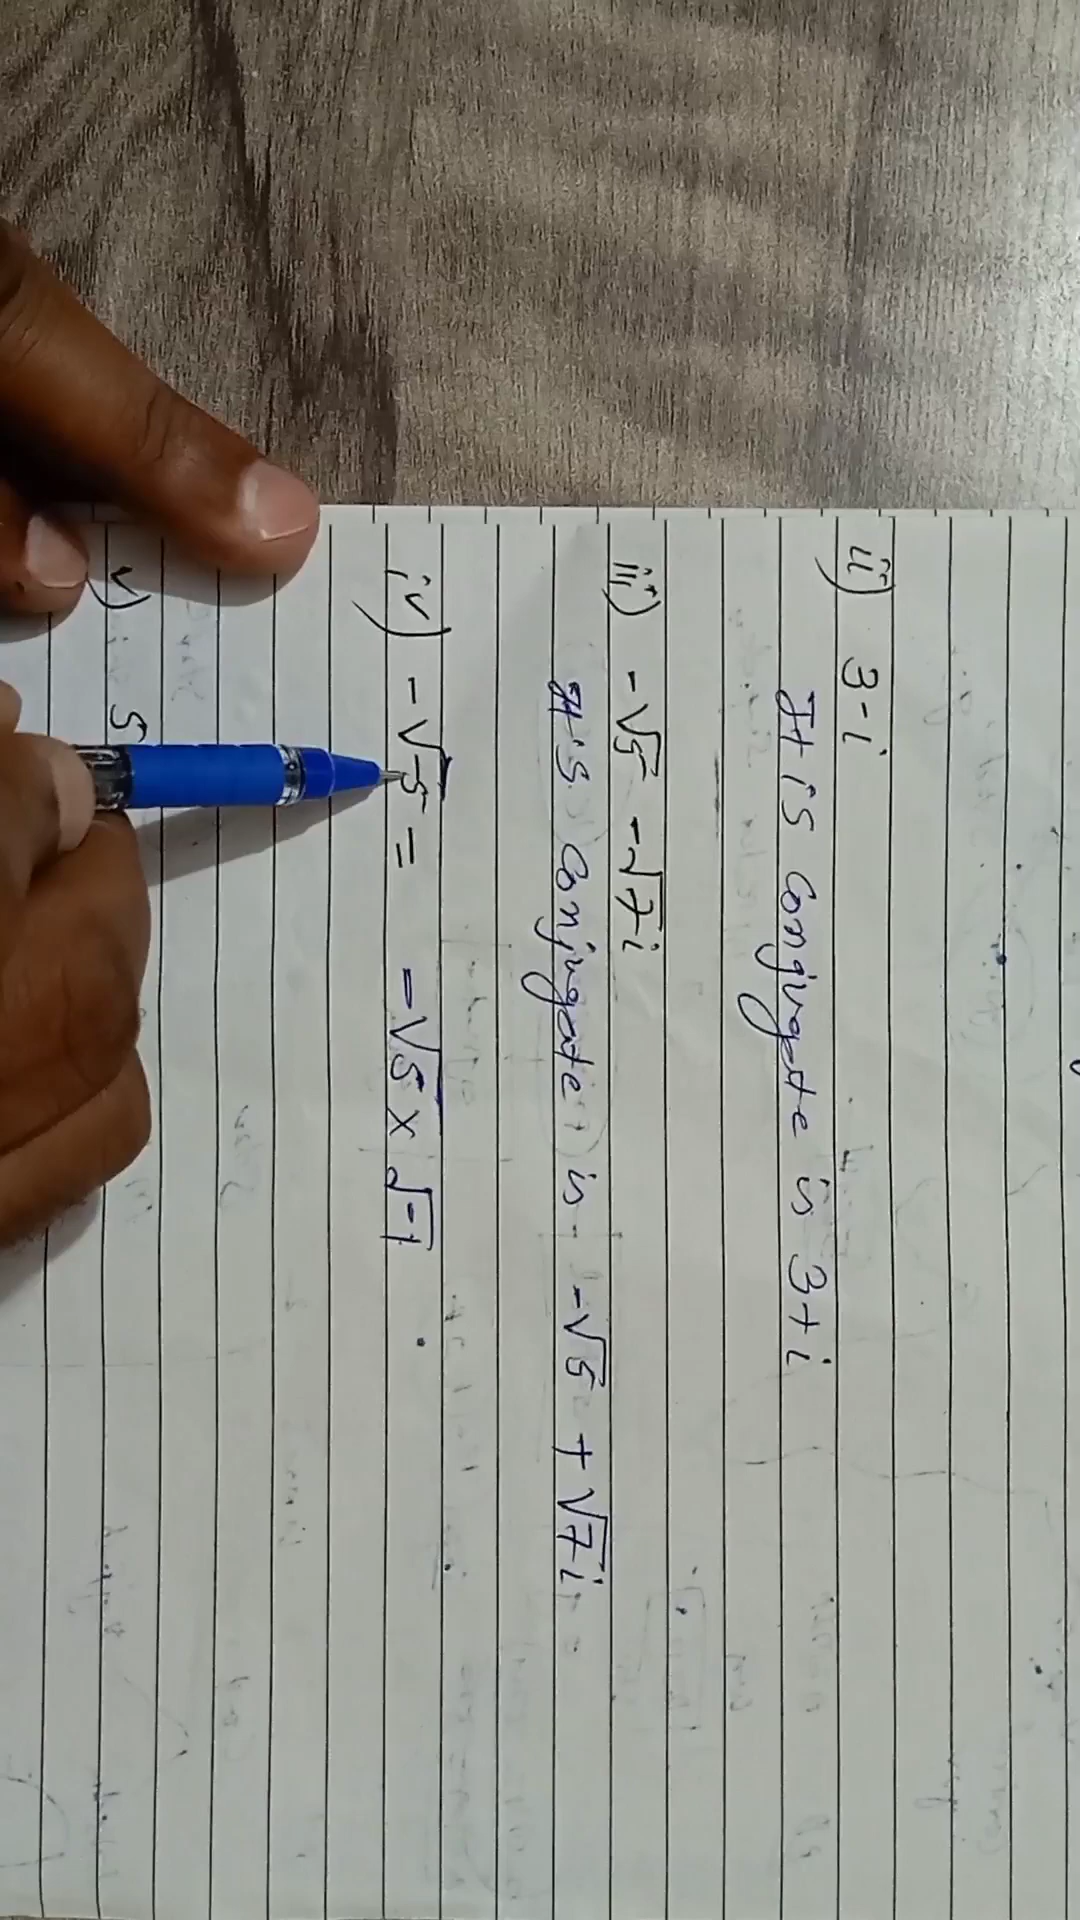 ii) 3-i
It is conjugate is 3+i
iii) -√5 -√7i
It is conjugate is -√5 + √7i
iv) -√-5 = -√5 × √-1
v) 5